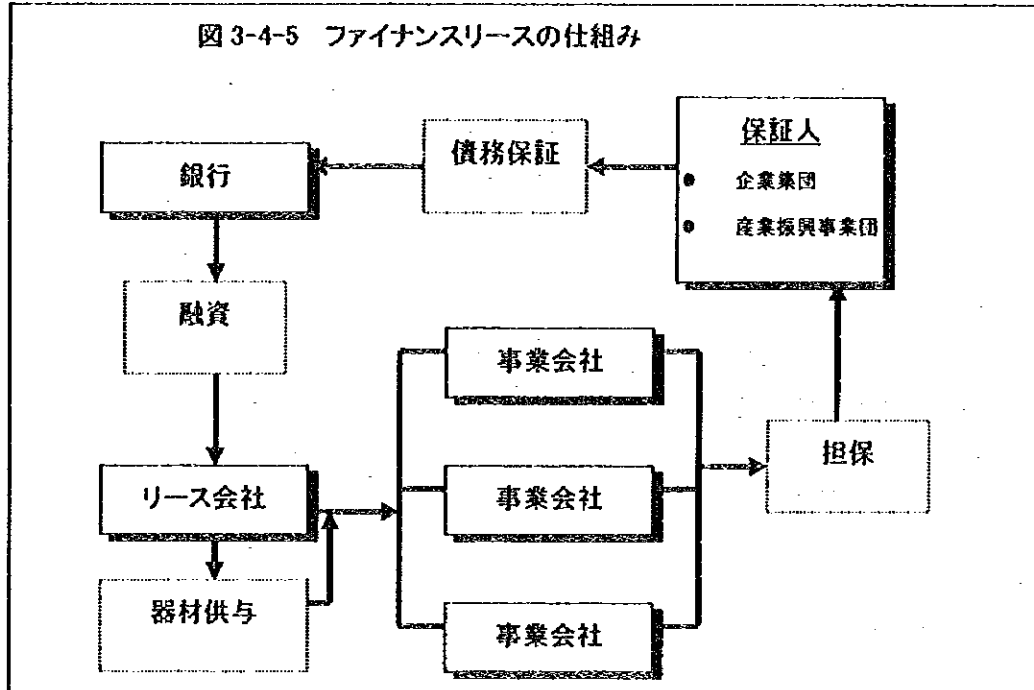 図 3-4-5 ファイナンスリースの仕組み
保証人
• 企業集団
• 産業振興事業団
債務保証
銀行
融資
事業会社
担保
リース会社
事業会社
器材供与
事業会社